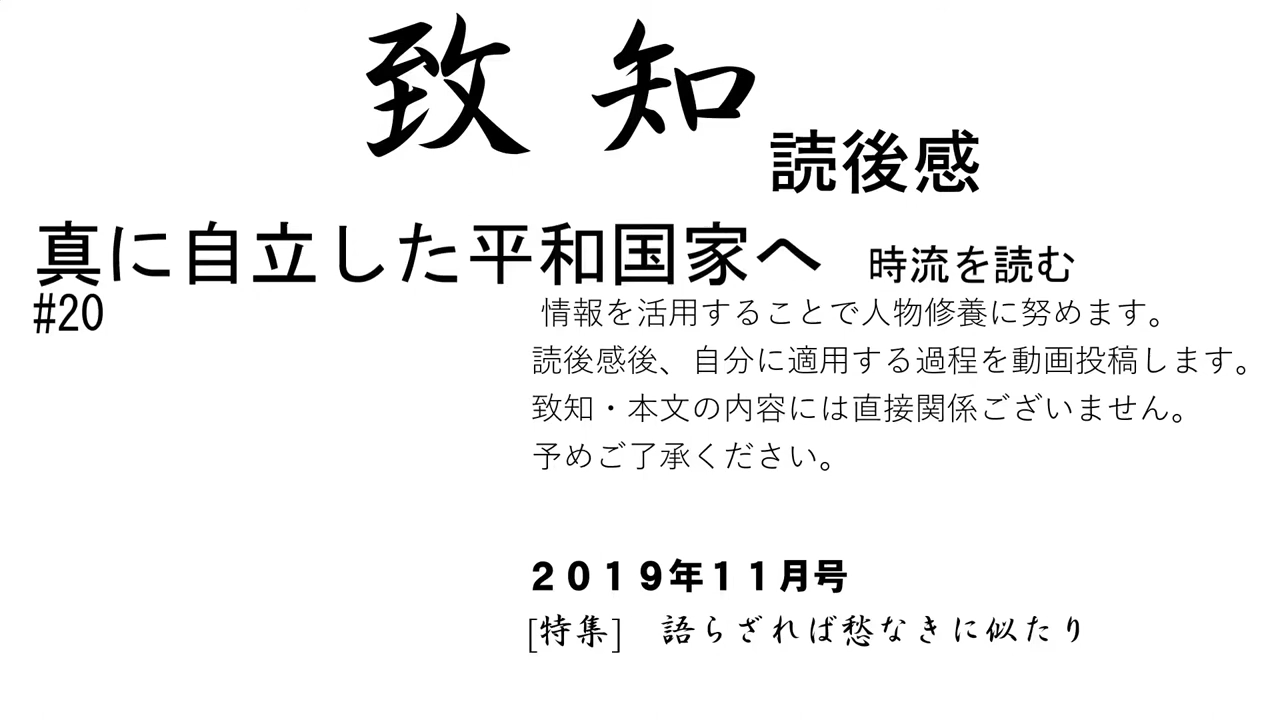 致知
読後感
真に自立した平和国家へ 時流を読む
#20
情報を活用することで人物修養に努めます。
読後感後、自分に適用する過程を動画投稿します。
致知・本文の内容には直接関係ございません。
予めご了承ください。
２０１９年１１月号
[特集] 語らざれば愁なきに似たり